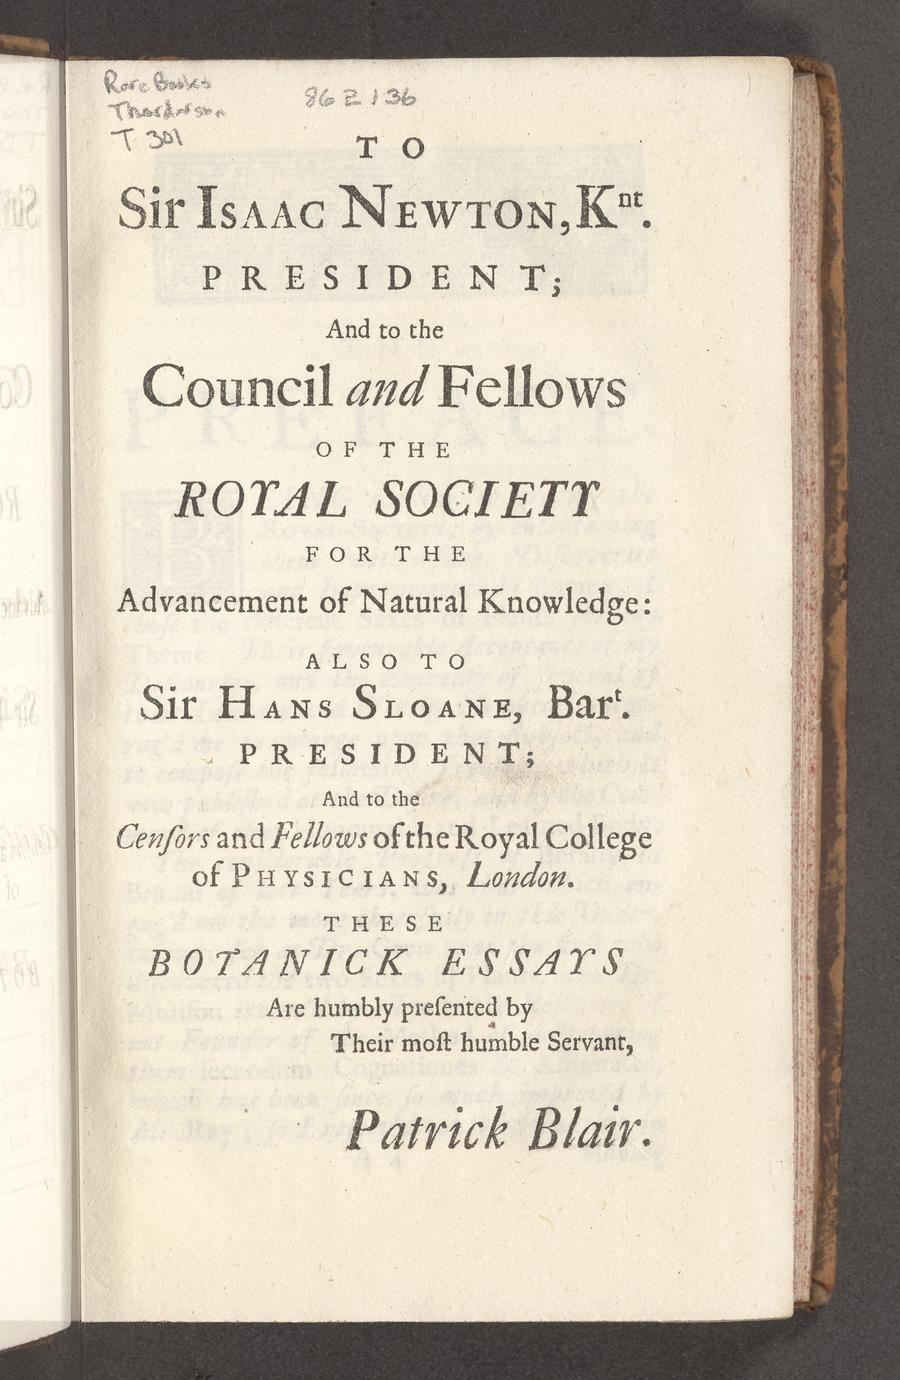 Rare Books
Thordarson
T 301
86 Z 136
TO
Sir ISAAC NEWTON, Knt.
PRESIDENT;
And to the
Council and Fellows
OF THE
ROYAL SOCIETY
FOR THE
Advancement of Natural Knowledge:
ALSO TO
Sir HANS SLOANE, Bart.
PRESIDENT;
And to the
Cenſors and Fellows of the Royal College
of PHYSICIANS, London.
THESE
BOTANICK ESSAYS
Are humbly preſented by
Their moſt humble Servant,
Patrick Blair.